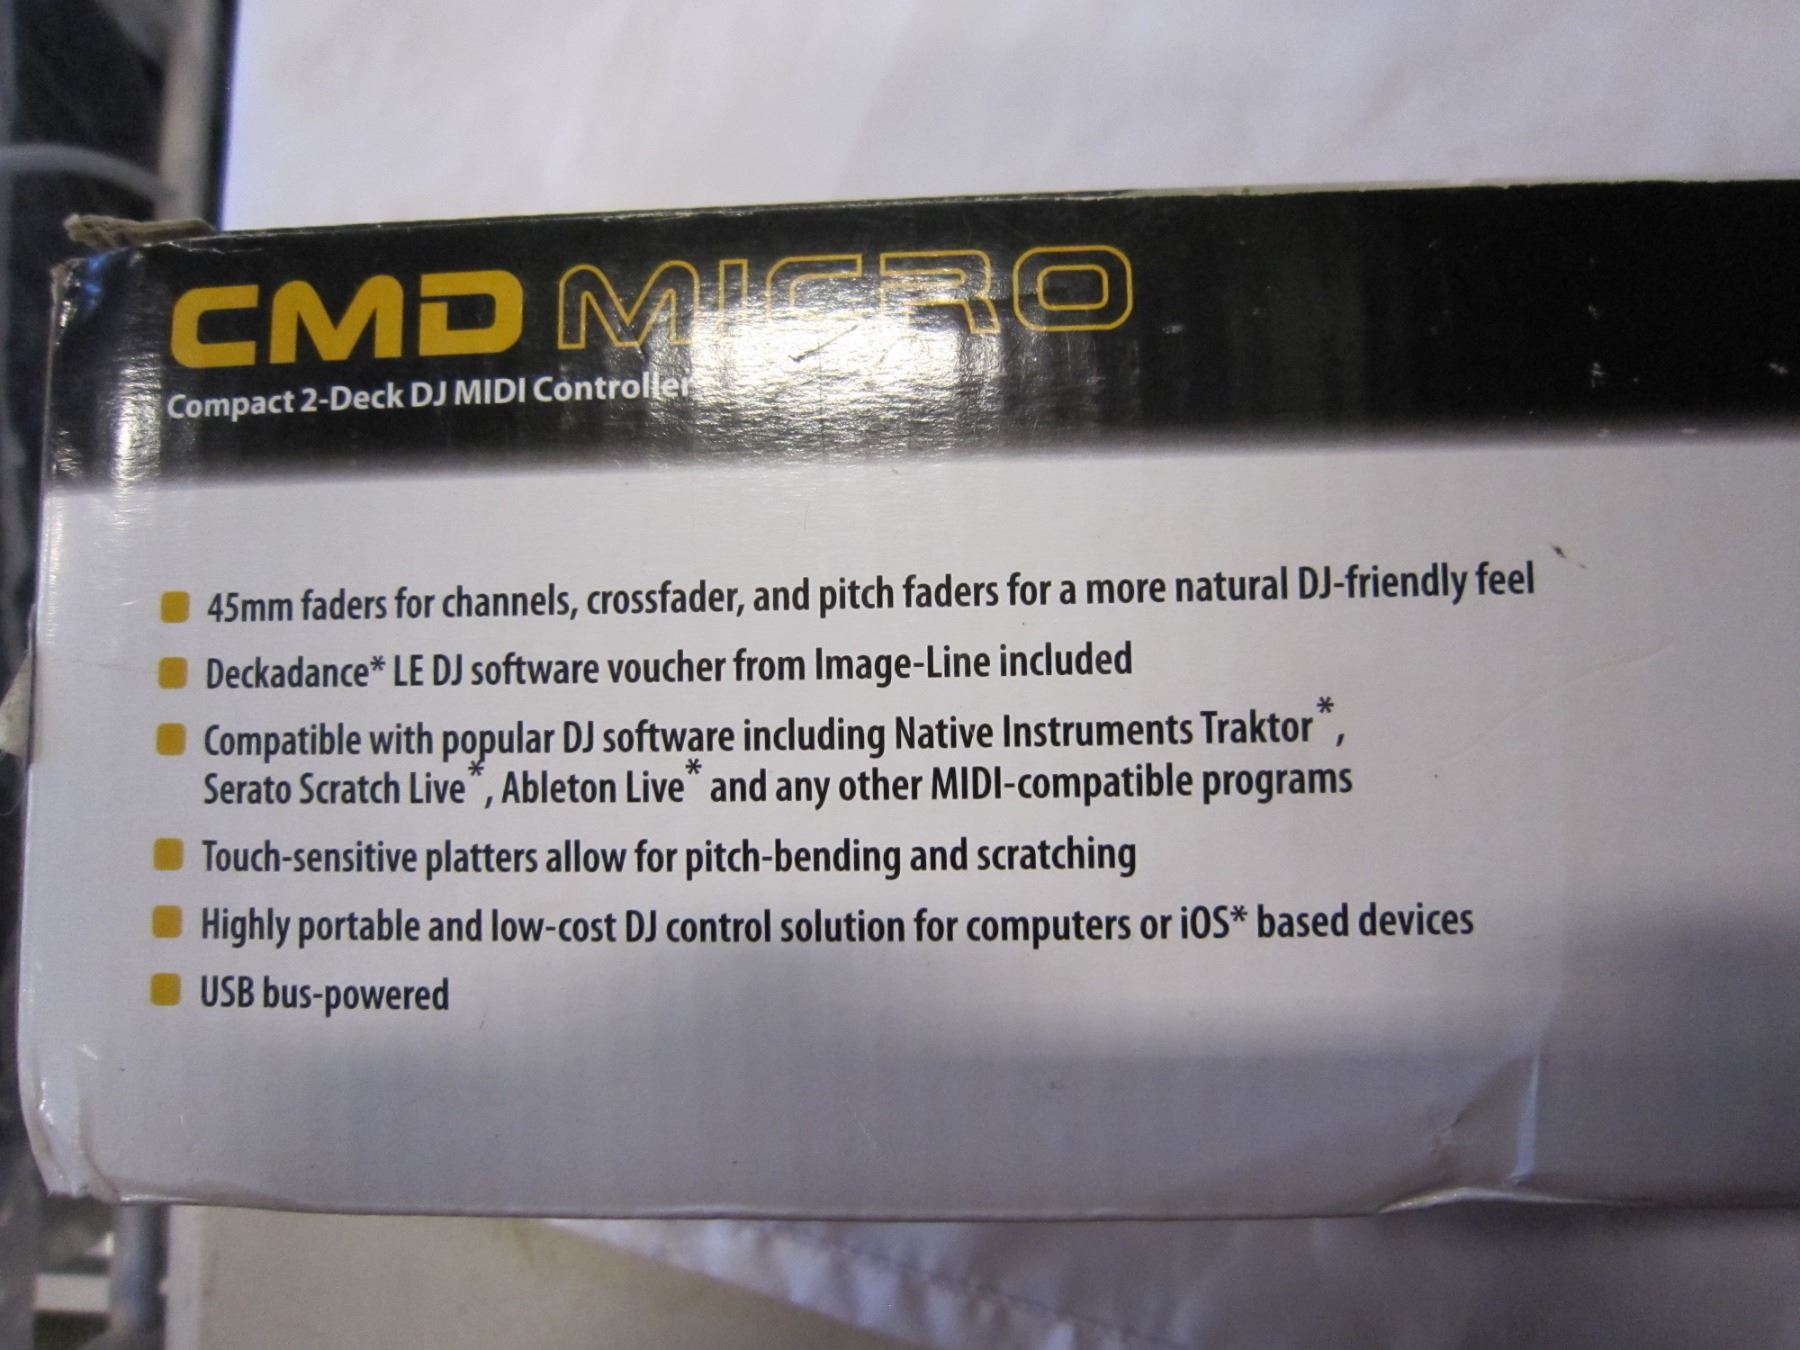 CMD MICRO
Compact 2-Deck DJ MIDI Controller
45mm faders for channels, crossfader, and pitch faders for a more natural DJ-friendly feel
Deckadance* LE DJ software voucher from Image-Line included
Compatible with popular DJ software including Native Instruments Traktor*,
Serato Scratch Live*, Ableton Live* and any other MIDI-compatible programs
Touch-sensitive platters allow for pitch-bending and scratching
Highly portable and low-cost DJ control solution for computers or iOS* based devices
USB bus-powered